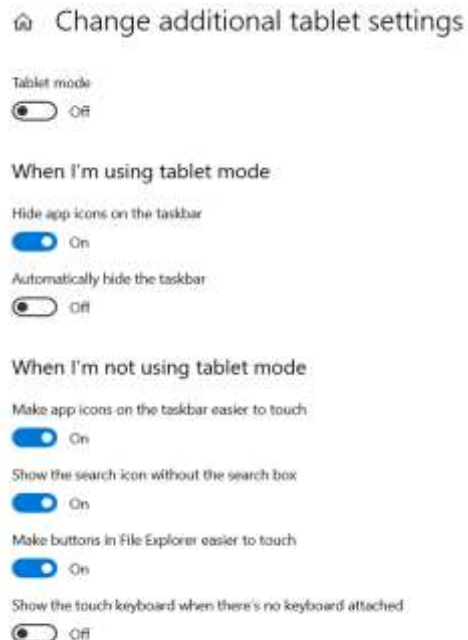 Change additional tablet settings
Tablet mode
Off
When I'm using tablet mode
Hide app icons on the taskbar
On
Automatically hide the taskbar
Off
When I'm not using tablet mode
Make app icons on the taskbar easier to touch
On
Show the search icon without the search box
On
Make buttons in File Explorer easier to touch
On
Show the touch keyboard when there's no keyboard attached
Off